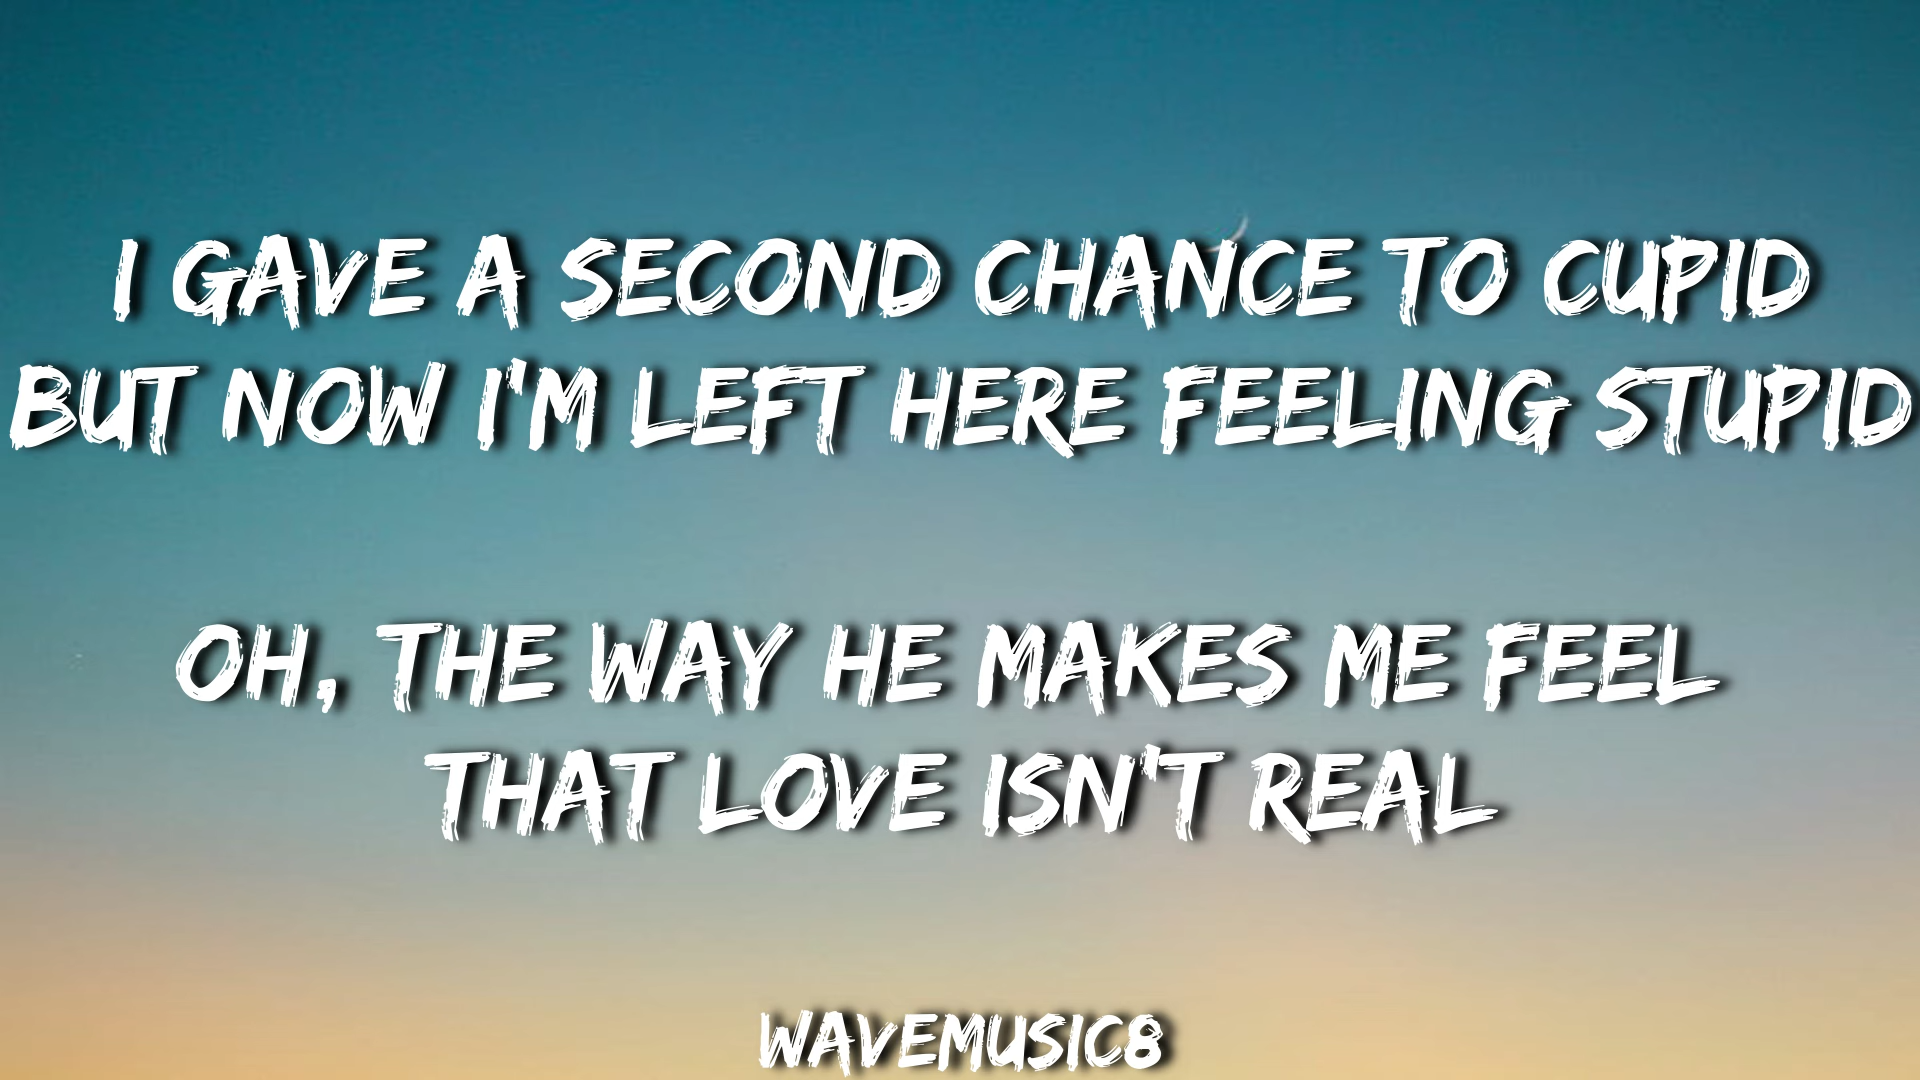 I GAVE A SECOND CHANCE TO CUPID
BUT NOW I'M LEFT HERE FEELING STUPID
OH, THE WAY HE MAKES ME FEEL
THAT LOVE ISN'T REAL
WAVEMUSIC8